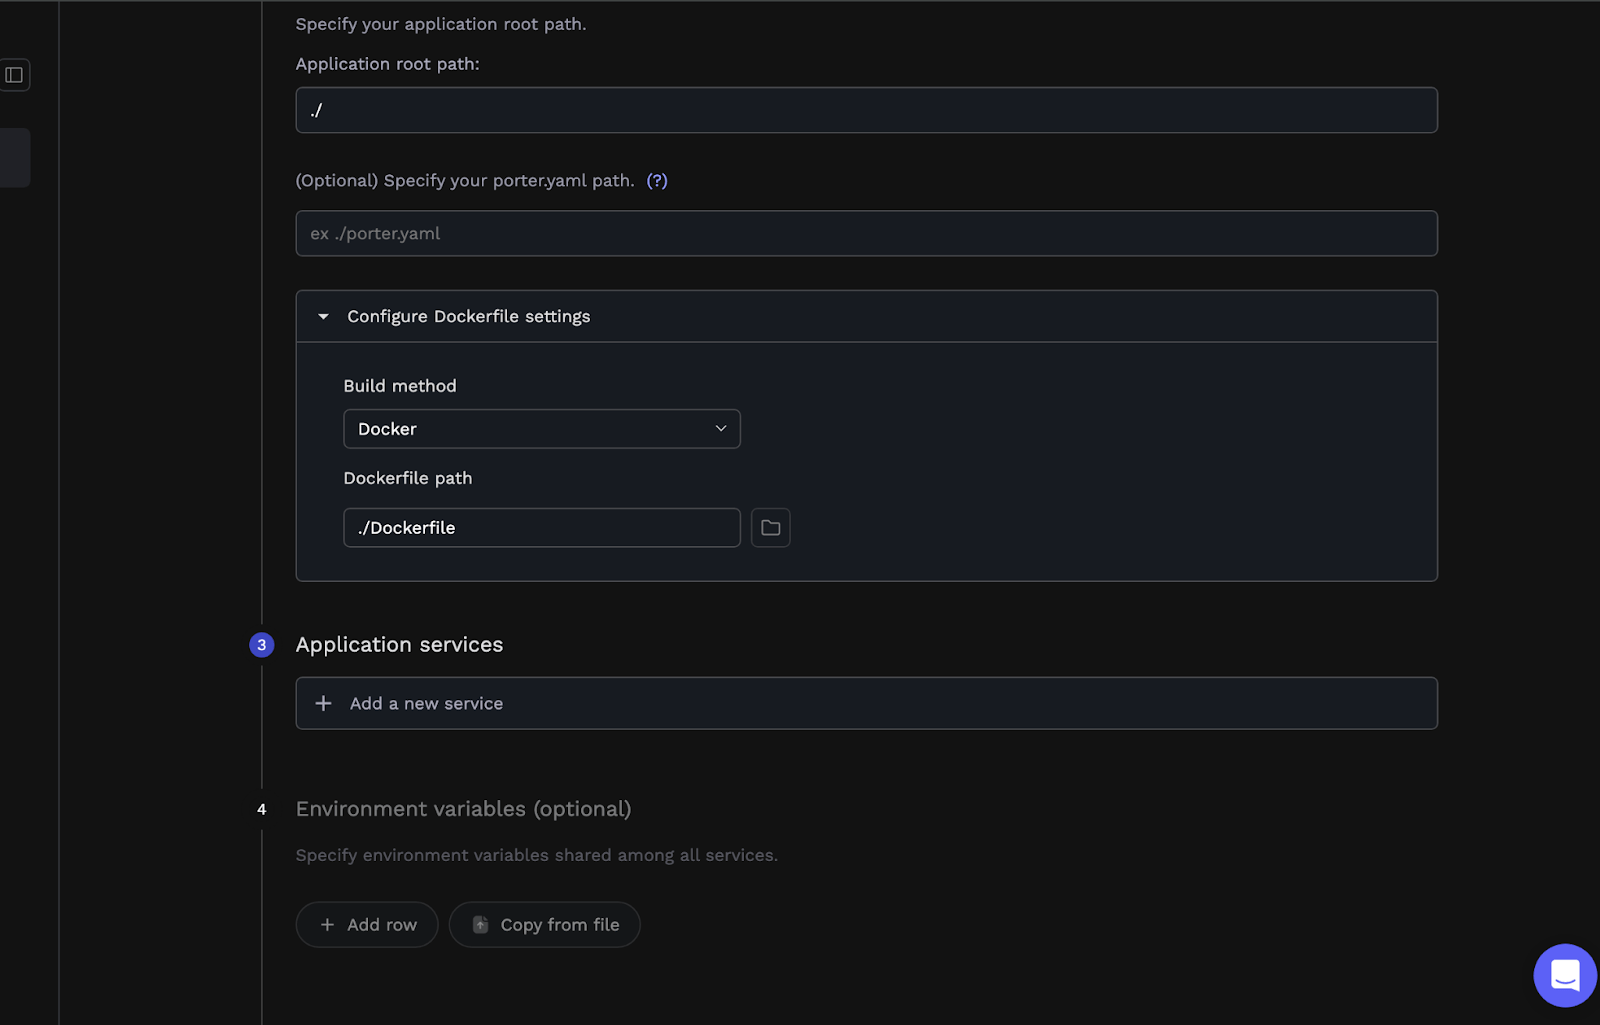 Specify your application root path.
Application root path:
./
(Optional) Specify your porter.yaml path. (?)
ex ./porter.yaml
Configure Dockerfile settings
Build method
Docker
Dockerfile path
./Dockerfile
3 Application services
+ Add a new service
4 Environment variables (optional)
Specify environment variables shared among all services.
+ Add row Copy from file